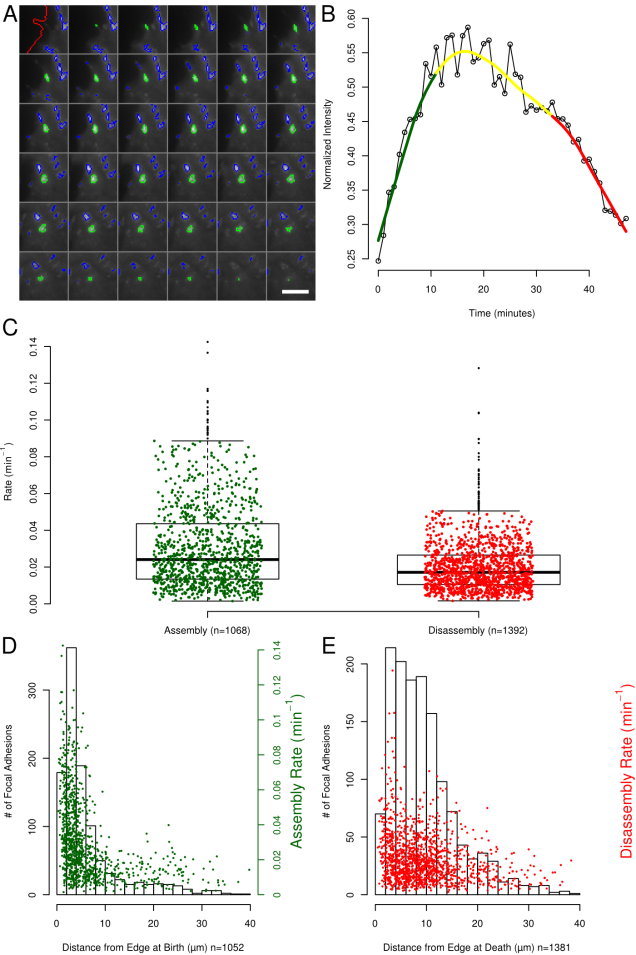 A
B
Normalized Intensity
0.25 0.30 0.35 0.40 0.45 0.50 0.55 0.60
0 10 20 30 40
Time (minutes)
C
Rate (min⁻¹)
0.00 0.02 0.04 0.06 0.08 0.10 0.12 0.14
Assembly (n=1068)
Disassembly (n=1392)
D
# of Focal Adhesions
0 100 200 300
0 0.02 0.04 0.06 0.08 0.1 0.12 0.14
Assembly Rate (min⁻¹)
0 10 20 30 40
Distance from Edge at Birth (μm) n=1052
E
# of Focal Adhesions
0 50 100 150 200
Disassembly Rate (min⁻¹)
0 10 20 30 40
Distance from Edge at Death (μm) n=1381